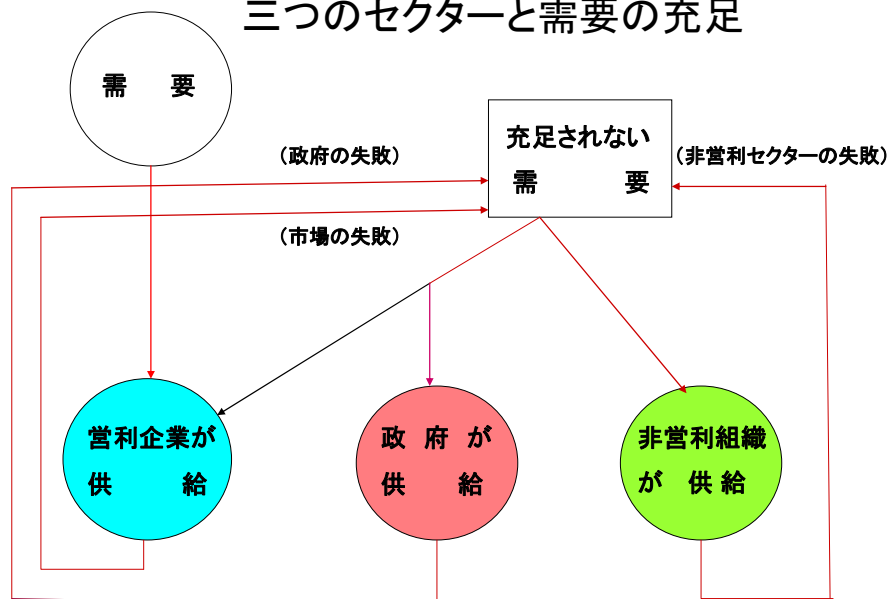 三つのセクターと需要の充足
需 要
(政府の失敗)
充足されない
需 要
(非営利セクターの失敗)
(市場の失敗)
営利企業が
供 給
政 府 が
供 給
非営利組織
が 供 給